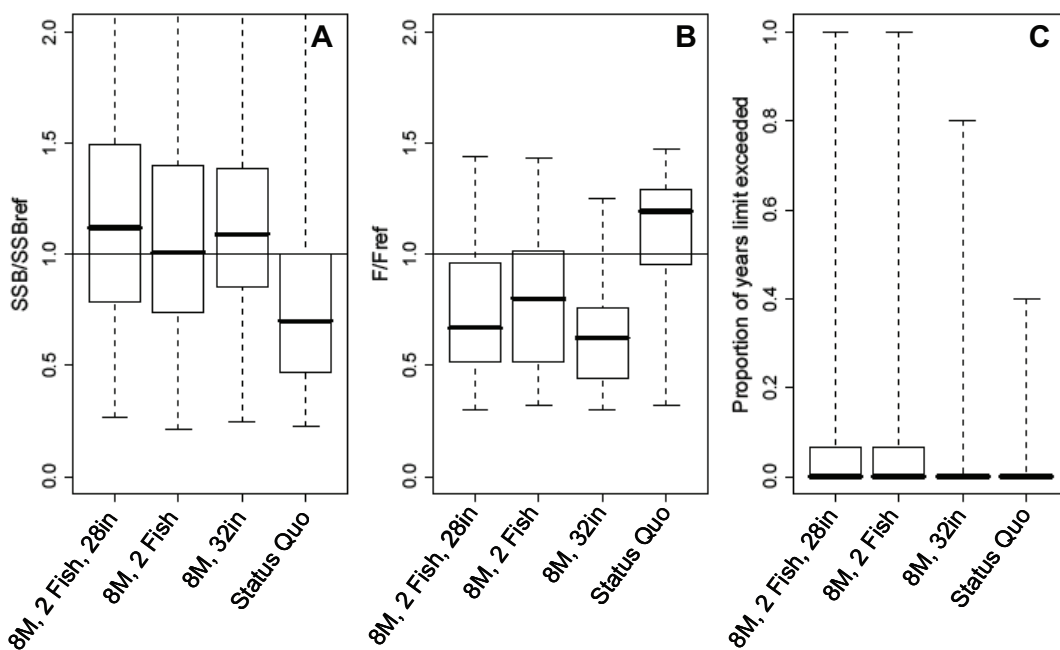 A
SSB/SSBref
2.0
1.5
1.0
0.5
0.0
8M, 2 Fish, 28in
8M, 2 Fish
8M, 32in
Status Quo
B
F/Fref
2.0
1.5
1.0
0.5
0.0
8M, 2 Fish, 28in
8M, 2 Fish
8M, 32in
Status Quo
C
Proportion of years limit exceeded
1.0
0.8
0.6
0.4
0.2
0.0
8M, 2 Fish, 28in
8M, 2 Fish
8M, 32in
Status Quo